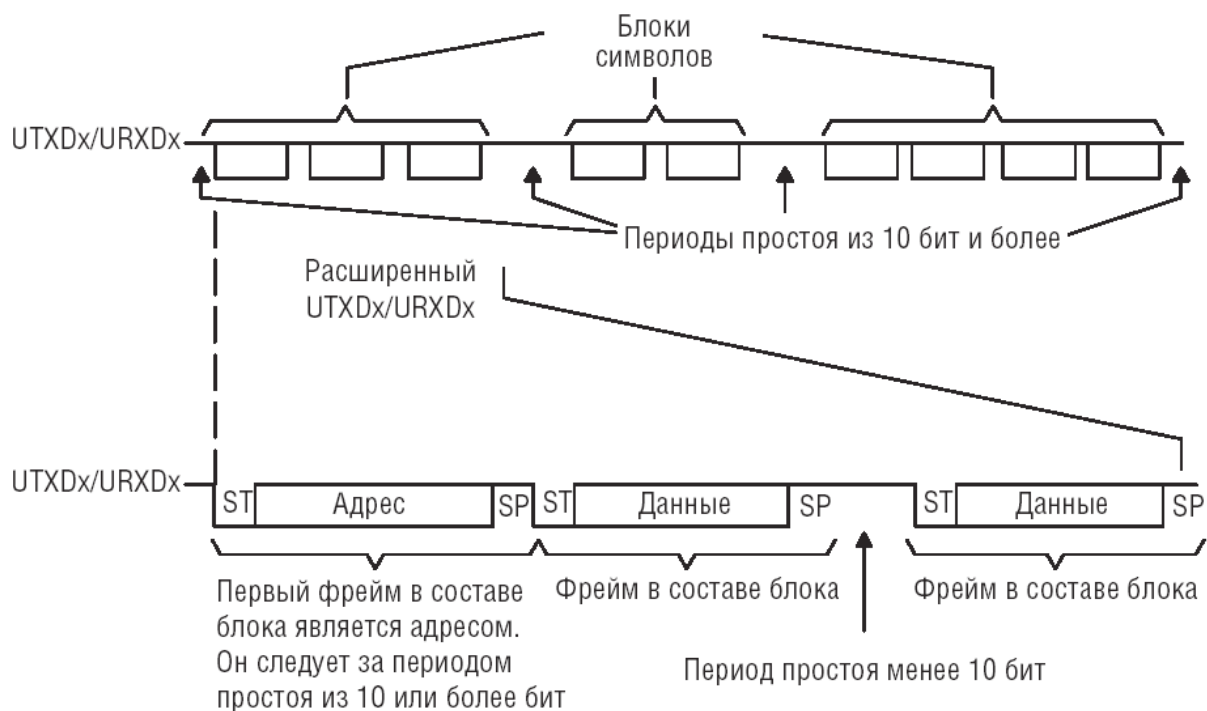 Блоки
символов
UTXDx/URXDx
Периоды простоя из 10 бит и более
Расширенный
UTXDx/URXDx
UTXDx/URXDx
ST Адрес SP ST Данные SP ST Данные SP
Первый фрейм в составе
блока является адресом.
Он следует за периодом
простоя из 10 или более бит
Фрейм в составе блока
Фрейм в составе блока
Период простоя менее 10 бит